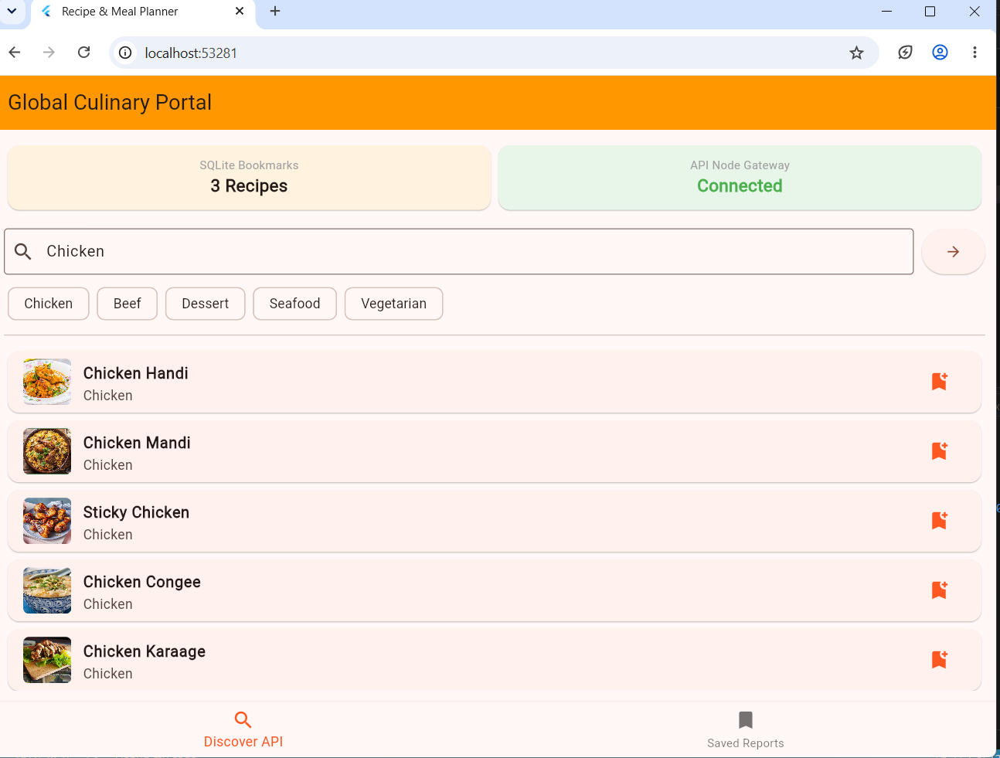 Recipe & Meal Planner
localhost:53281
Global Culinary Portal
SQLite Bookmarks
3 Recipes
API Node Gateway
Connected
Chicken
Chicken
Beef
Dessert
Seafood
Vegetarian
Chicken Handi
Chicken
Chicken Mandi
Chicken
Sticky Chicken
Chicken
Chicken Congee
Chicken
Chicken Karaage
Chicken
Discover API
Saved Reports